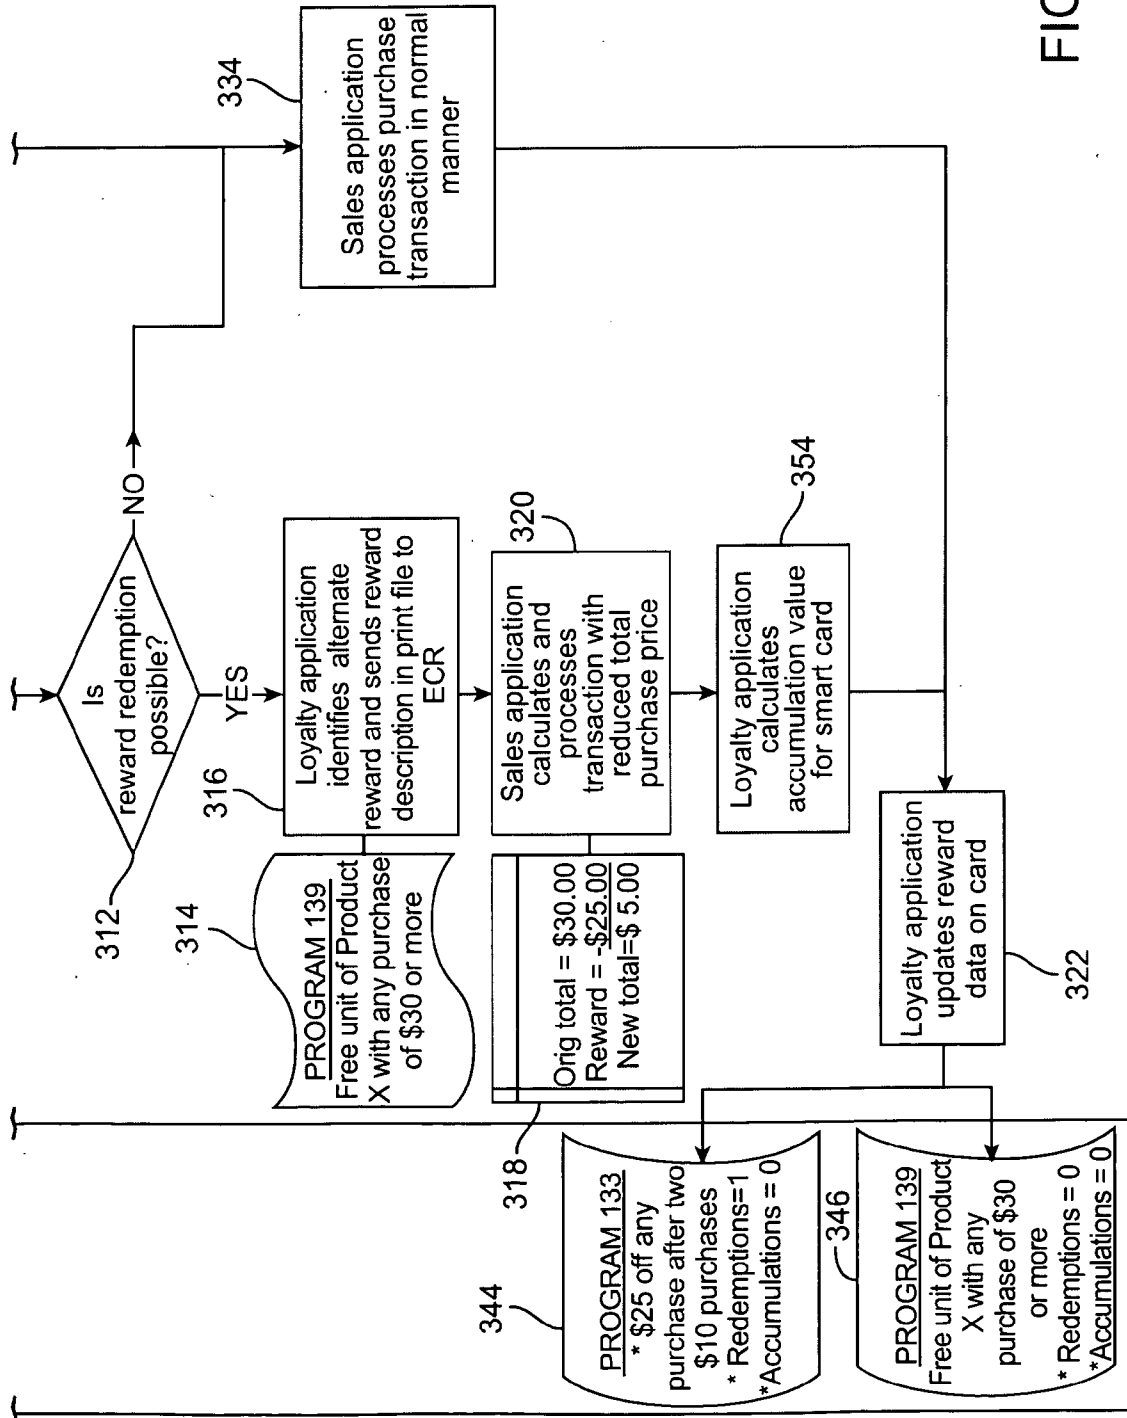 334
Sales application
processes purchase
transaction in normal
manner
Is
reward redemption
possible?
NO
YES
312
316
Loyalty application
identifies alternate
reward and sends reward
description in print file to
ECR
314
PROGRAM 139
Free unit of Product
X with any purchase
of $30 or more
320
Sales application
calculates and
processes
transaction with
reduced total
purchase price
318
Orig total = $30.00
Reward = -$25.00
New total=$ 5.00
354
Loyalty application
calculates
accumulation value
for smart card
Loyalty application
updates reward
data on card
322
344
PROGRAM 133
* $25 off any
purchase after two
$10 purchases
* Redemptions=1
*Accumulations = 0
346
PROGRAM 139
Free unit of Product
X with any
purchase of $30
or more
* Redemptions = 0
*Accumulations = 0